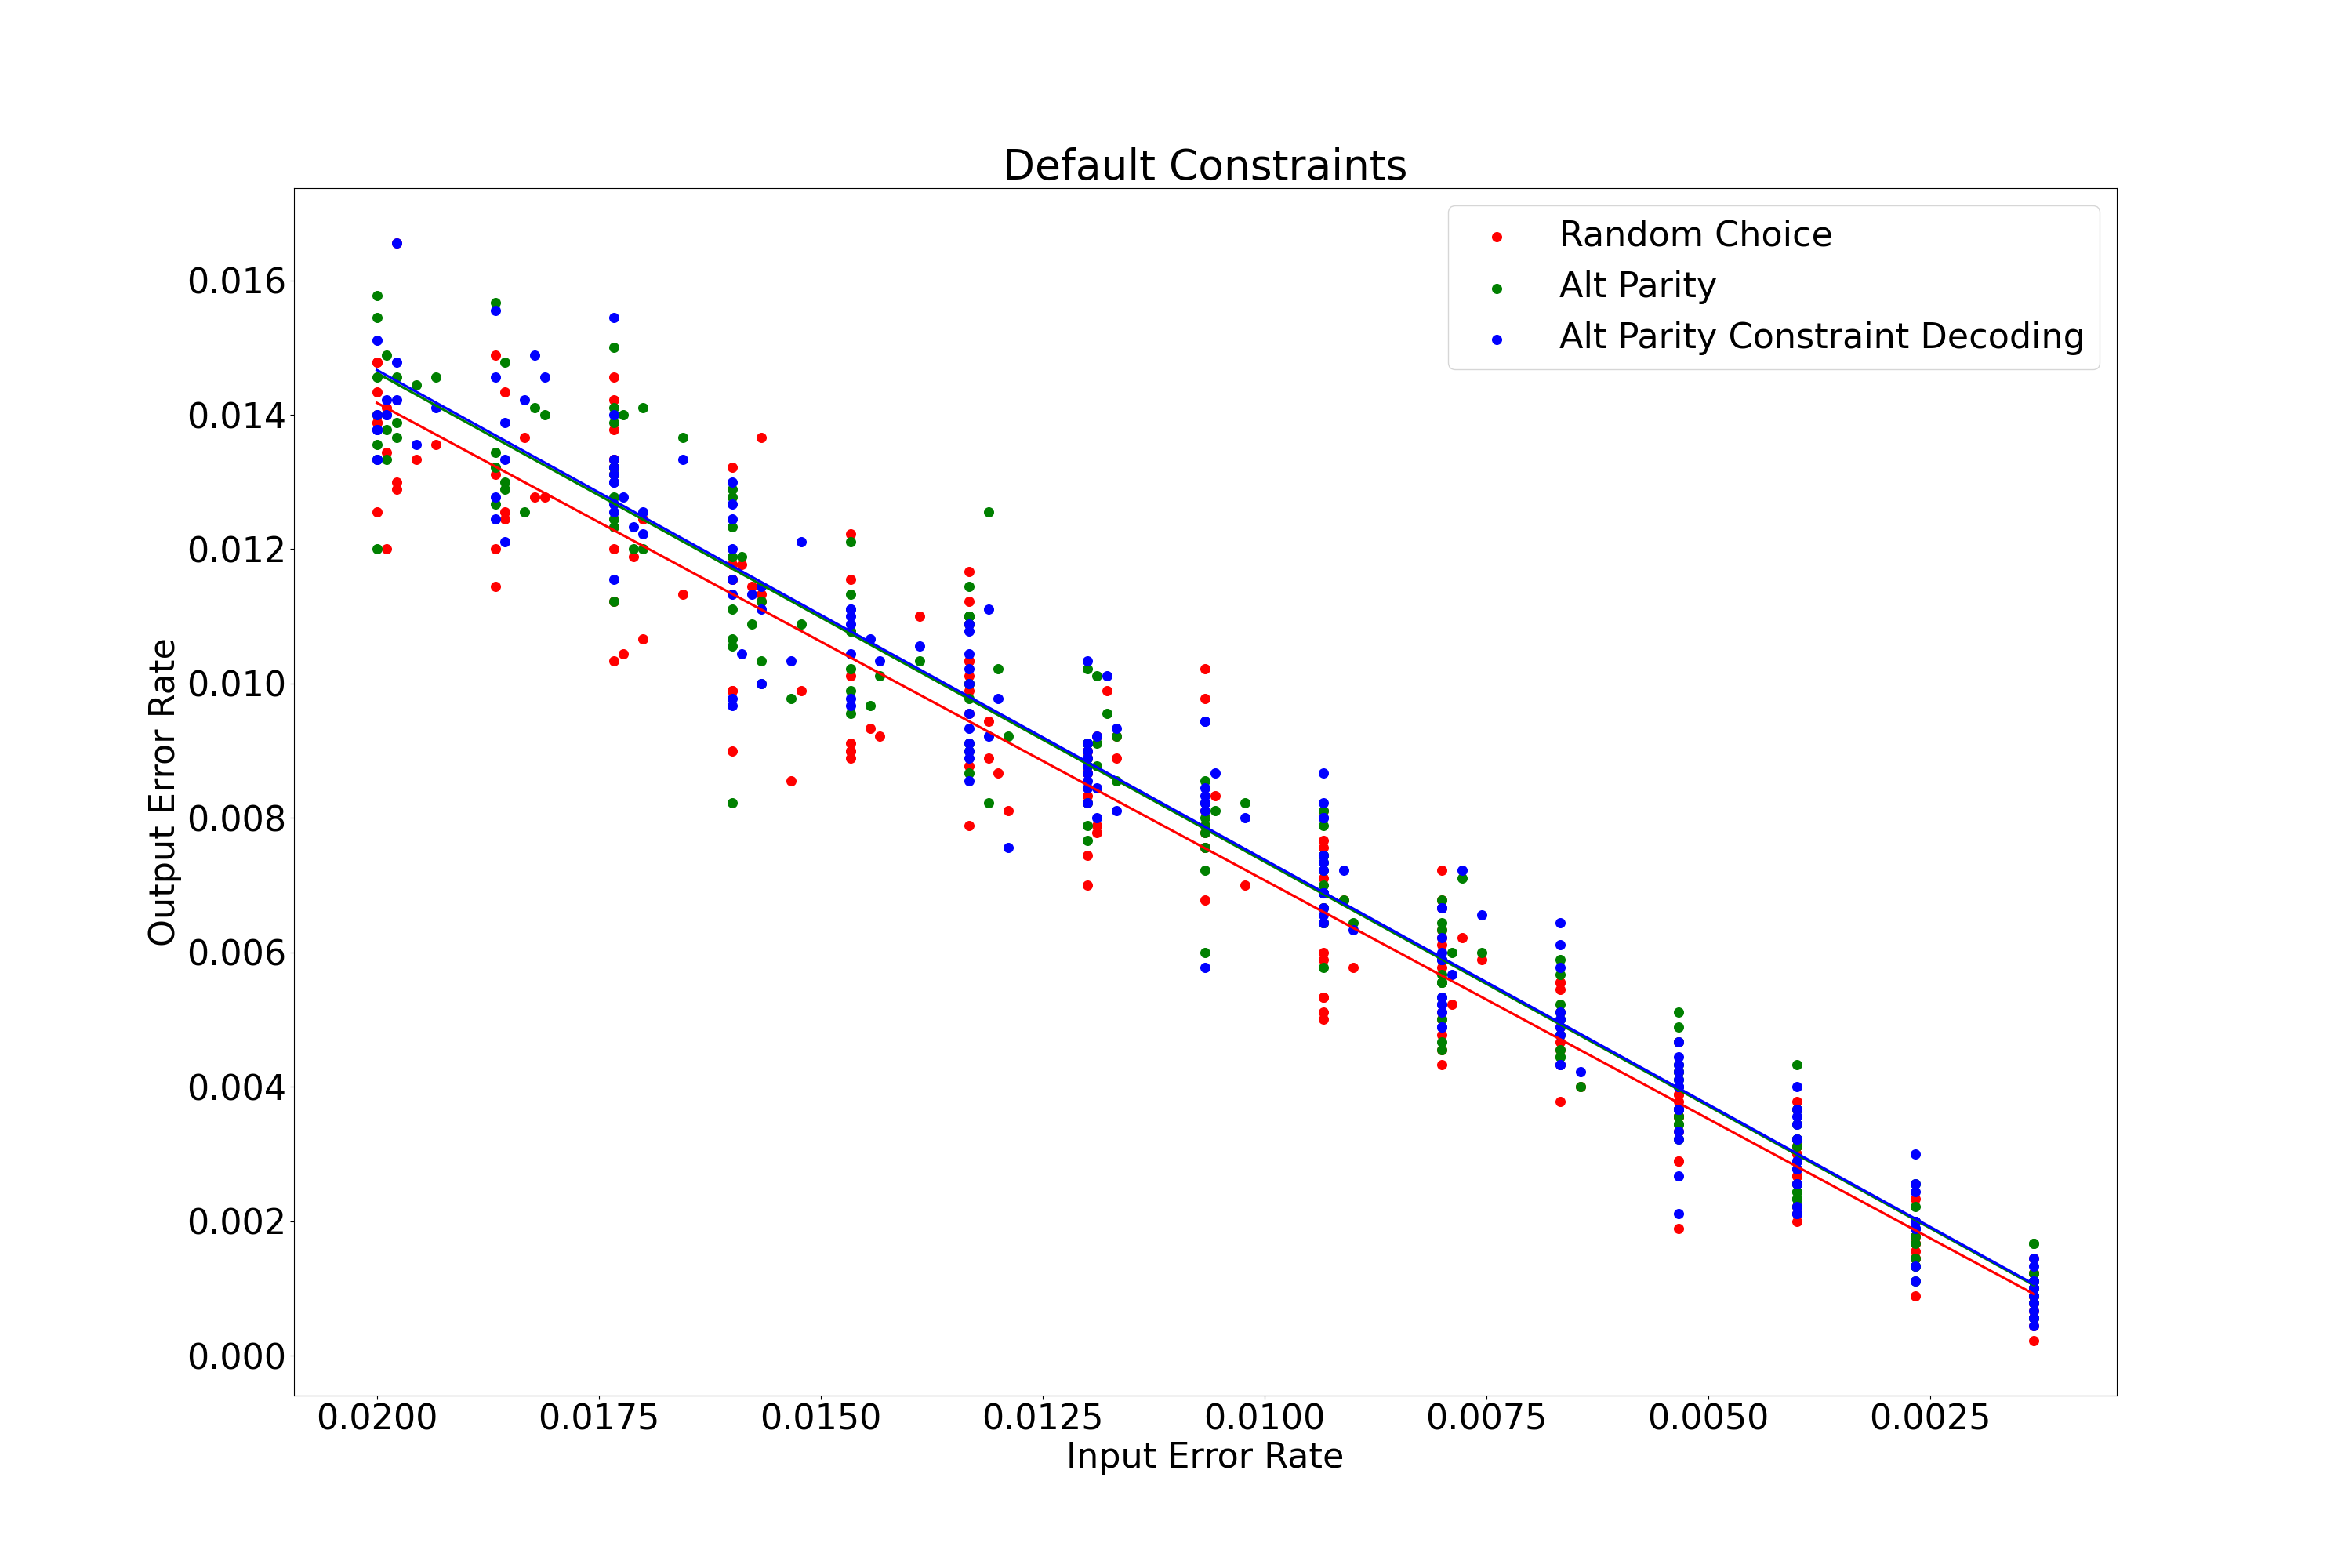 Default Constraints
Random Choice
Alt Parity
Alt Parity Constraint Decoding
Output Error Rate
0.016
0.014
0.012
0.010
0.008
0.006
0.004
0.002
0.000
0.0200 0.0175 0.0150 0.0125 0.0100 0.0075 0.0050 0.0025
Input Error Rate